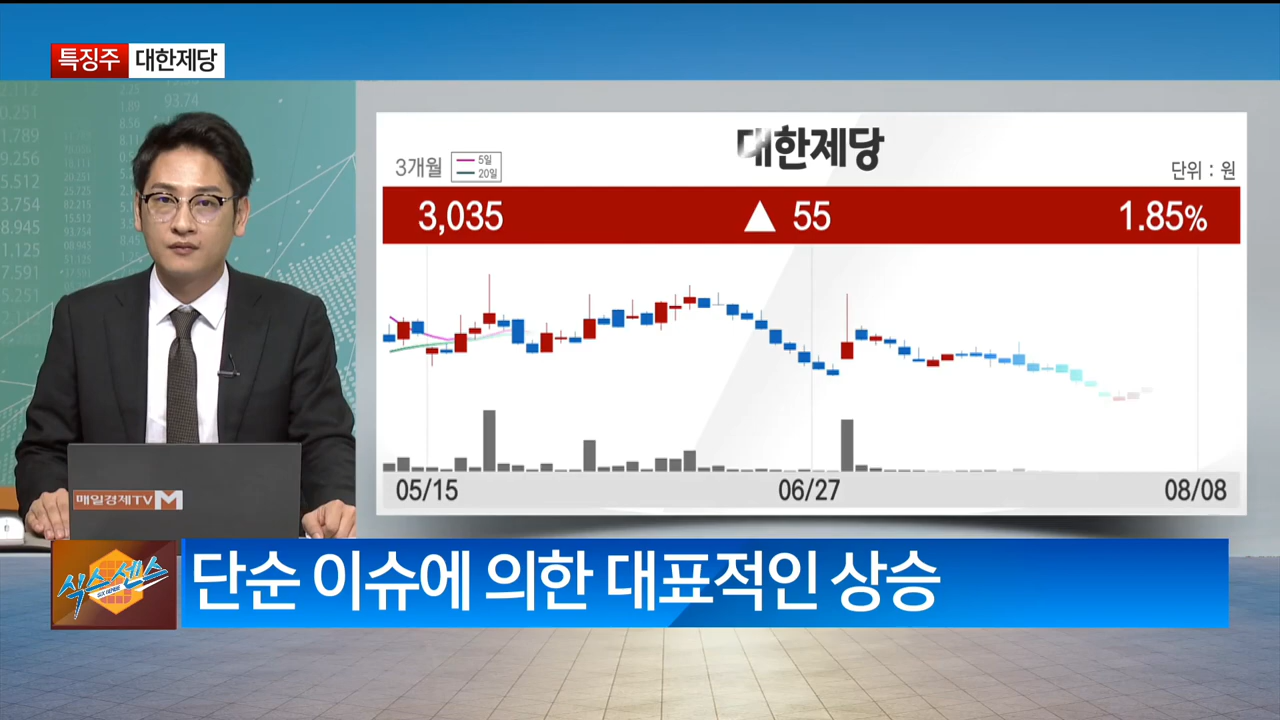 특징주 대한제당
대한제당
3개월
5일
20일
단위 : 원
3,035 ▲ 55 1.85%
05/15 06/27 08/08
매일경제TV M
식스센스
SIX SENSE
단순 이슈에 의한 대표적인 상승